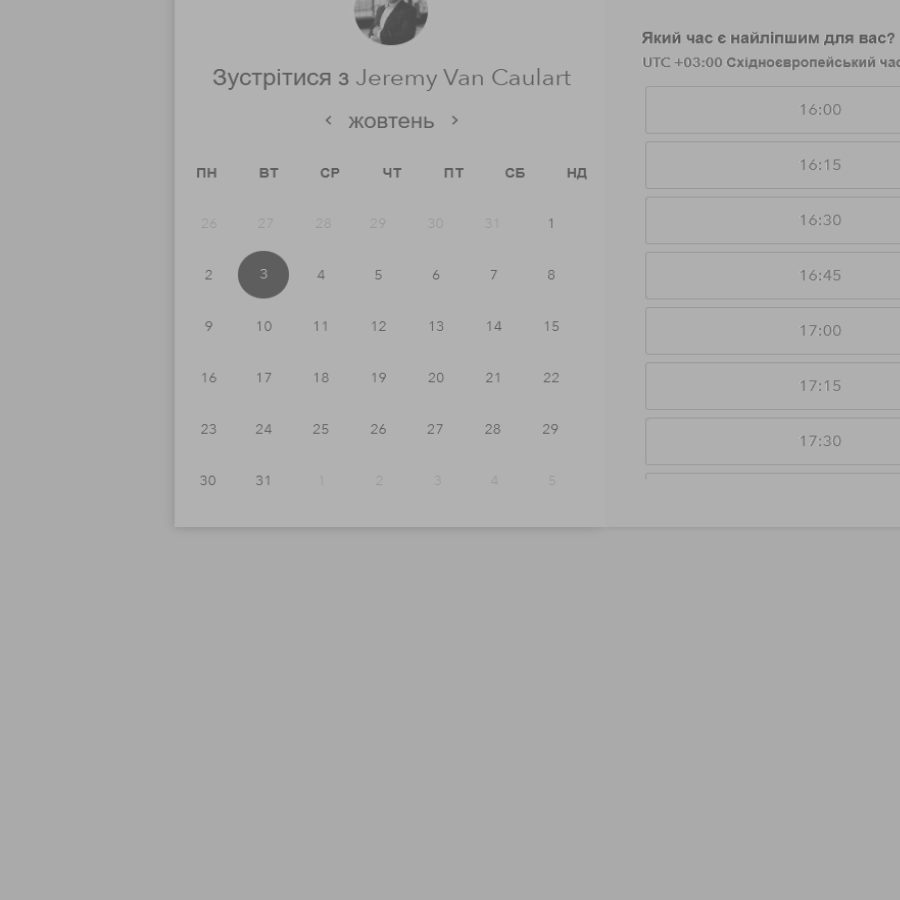 Зустрітися з Jeremy Van Caulart
жовтень
ПН ВТ СР ЧТ ПТ СБ НД
26 27 28 29 30 31 1
2 3 4 5 6 7 8
9 10 11 12 13 14 15
16 17 18 19 20 21 22
23 24 25 26 27 28 29
30 31 1 2 3 4 5
Який час є найліпшим для вас?
UTC +03:00 Східноєвропейський
16:00
16:15
16:30
16:45
17:00
17:15
17:30